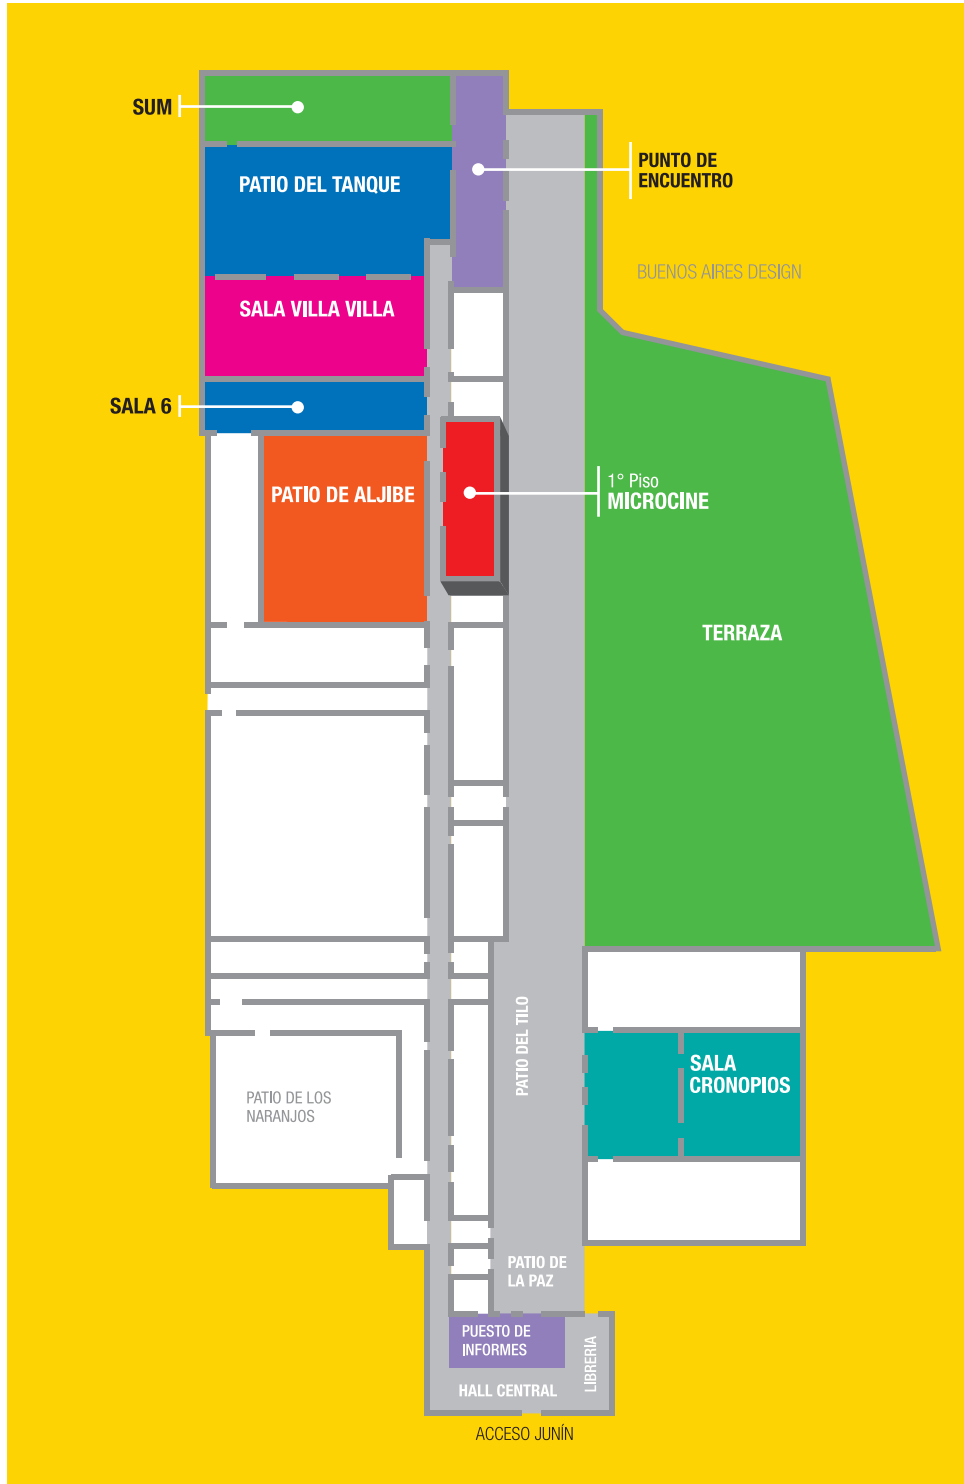 SUM
PUNTO DE
ENCUENTRO
PATIO DEL TANQUE
BUENOS AIRES DESIGN
SALA VILLA VILLA
SALA 6
1° Piso
MICROCINE
PATIO DE ALJIBE
TERRAZA
PATIO DEL TILO
SALA
CRONOPIOS
PATIO DE LOS
NARANJOS
PATIO DE
LA PAZ
PUESTO DE
INFORMES
LIBRERIA
HALL CENTRAL
ACCESO JUNÍN